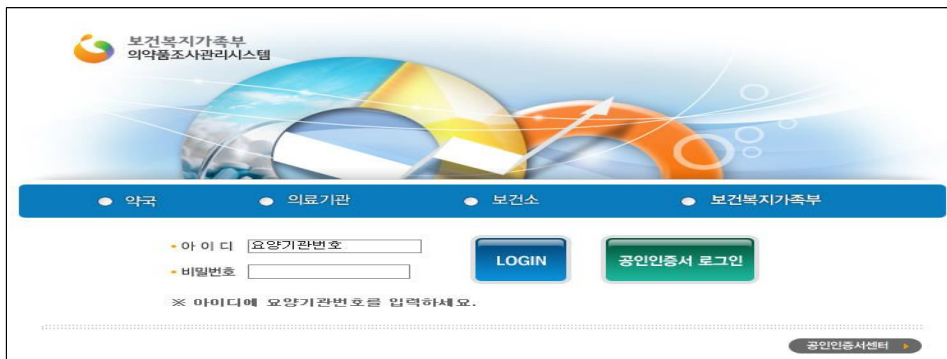 보건복지가족부
의약품조사관리시스템
약국 의료기관 보건소 보건복지가족부
아 이 디 요양기관번호
비밀번호
LOGIN 공인인증서 로그인
※ 아이디에 요양기관번호를 입력하세요.
공인인증서센터